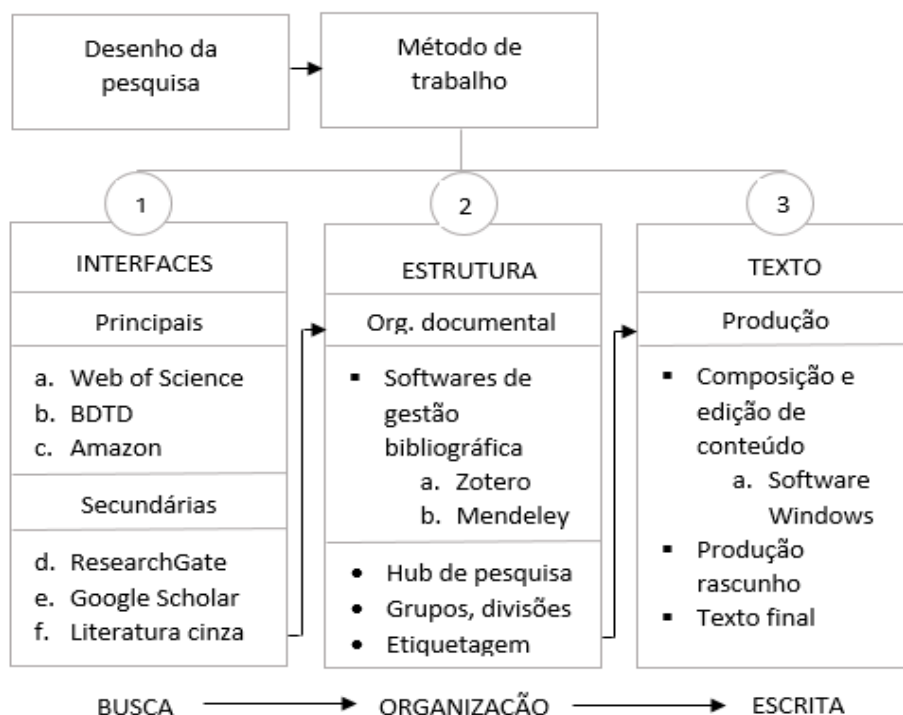 Desenho da
pesquisa
Método de
trabalho
1
INTERFACES
Principais
a. Web of Science
b. BDTD
c. Amazon
Secundárias
d. ResearchGate
e. Google Scholar
f. Literatura cinza
2
ESTRUTURA
Org. documental
▪ Softwares de
gestão
bibliográfica
a. Zotero
b. Mendeley
• Hub de pesquisa
• Grupos, divisões
• Etiquetagem
3
TEXTO
Produção
▪ Composição e
edição de
conteúdo
a. Software
Windows
▪ Produção
rascunho
▪ Texto final
BUSCA
ORGANIZAÇÃO
ESCRITA